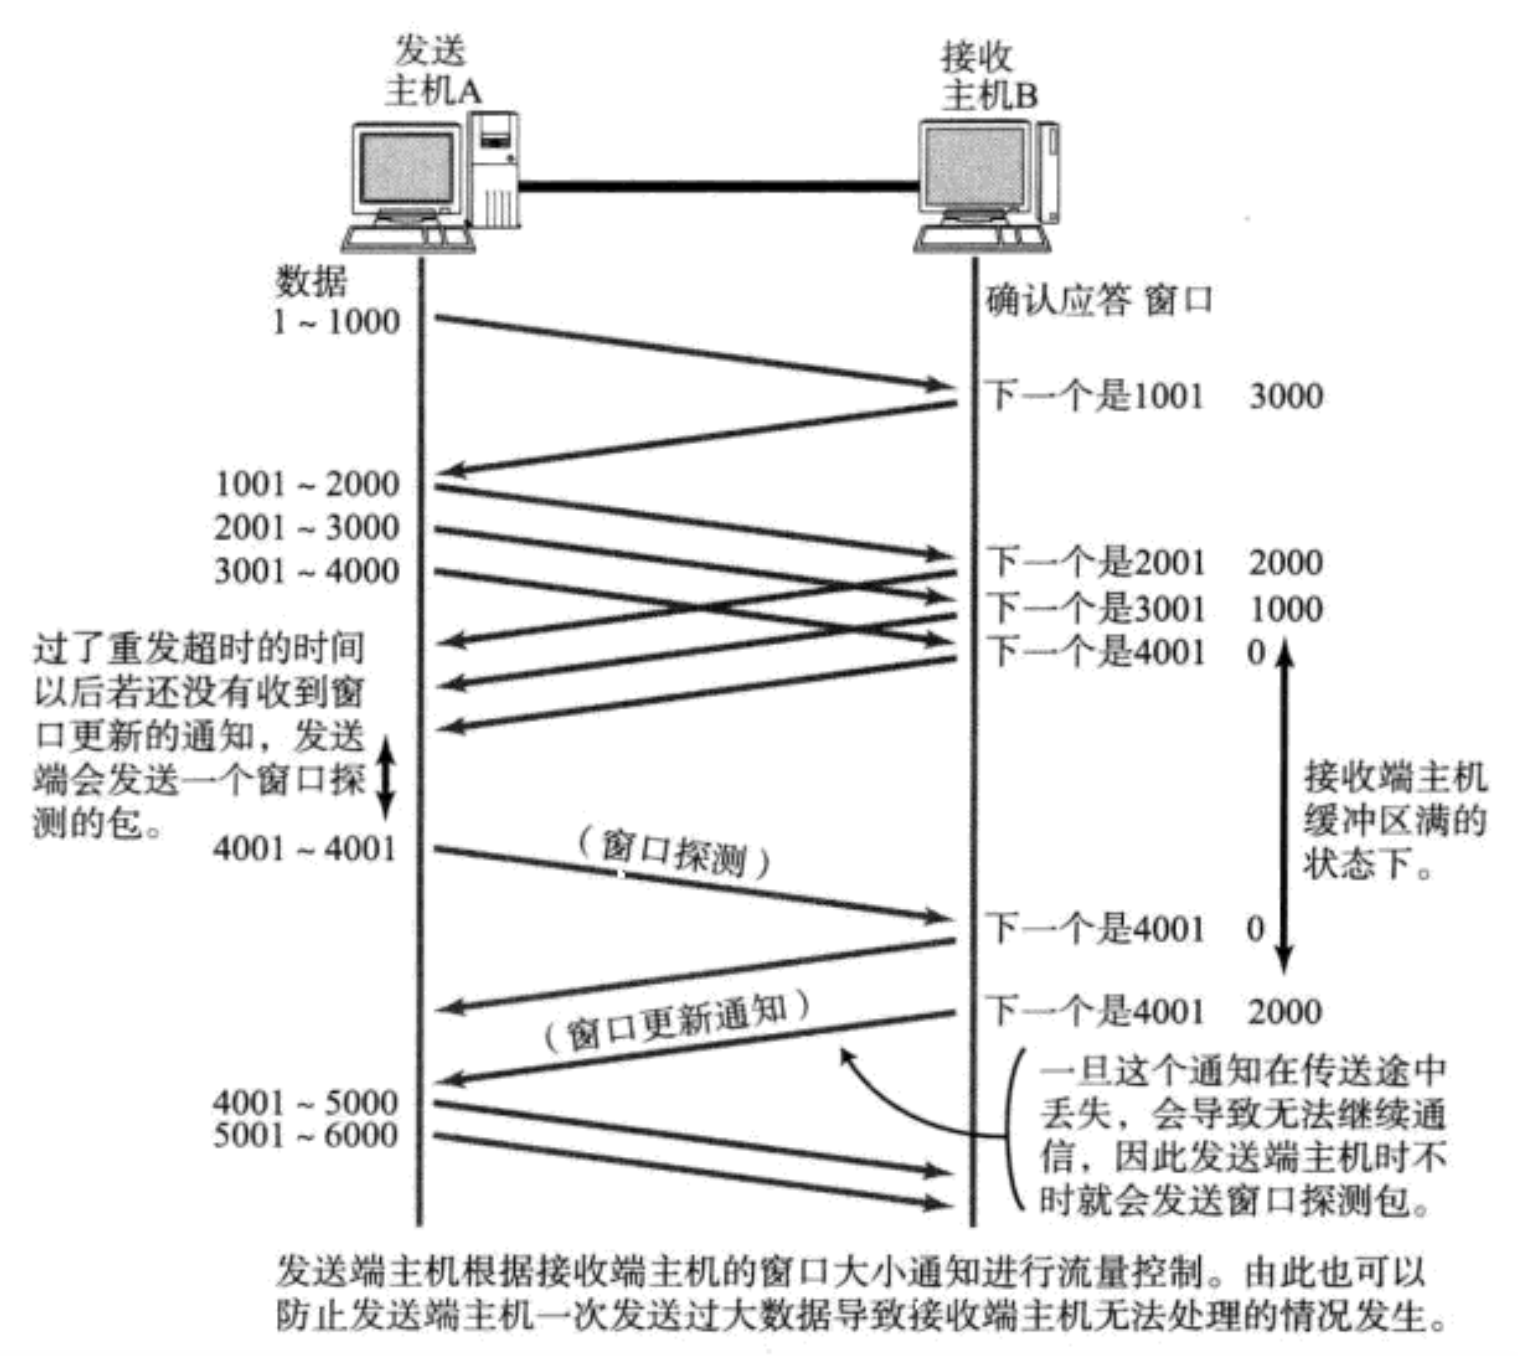 发送
主机A
接收
主机B
数据
1~1000
确认应答 窗口
下一个是1001 3000
1001~2000
2001~3000
3001~4000
下一个是2001 2000
下一个是3001 1000
下一个是4001 0
过了重发超时的时间
以后若还没有收到窗
口更新的通知，发送
端会发送一个窗口探
测的包。
接收端主机
缓冲区满的
状态下。
4001~4001
（窗口探测）
下一个是4001 0
（窗口更新通知）
下一个是4001 2000
一旦这个通知在传送途中
丢失，会导致无法继续通
信，因此发送端主机时不
时就会发送窗口探测包。
4001~5000
5001~6000
发送端主机根据接收端主机的窗口大小通知进行流量控制。由此也可以
防止发送端主机一次发送过大数据导致接收端主机无法处理的情况发生。